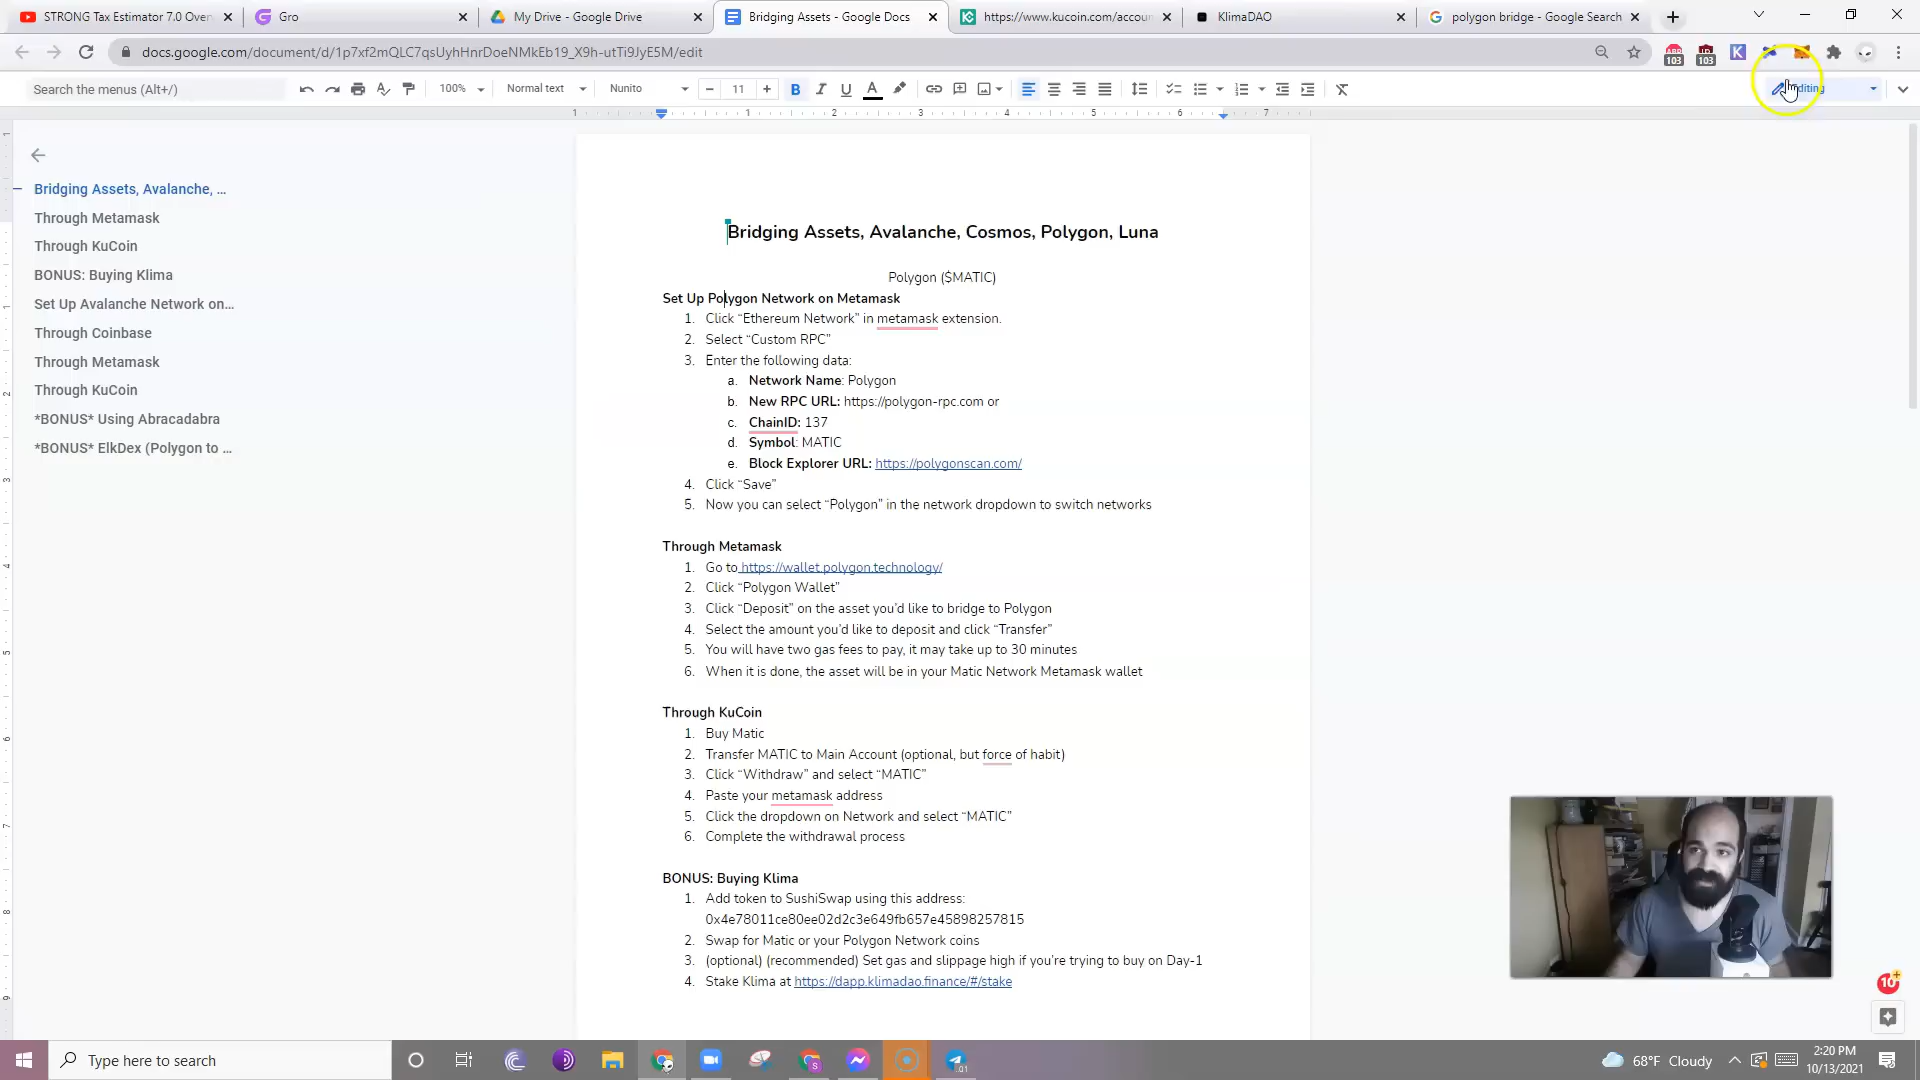 STRONG Tax Estimator 7.0 Over
Gro
My Drive - Google Drive
Bridging Assets - Google Docs
https://www.kucoin.com/accoun
KlimaDAO
polygon bridge - Google Search
docs.google.com/document/d/1p7xf2mQLC7qsUyhHnrDoeNMkEb19_X9h-utTi9JyE5M/edit
103
103
Search the menus (Alt+/)
100%
Normal text
Nunito
11
B I U A
Editing
1 1 2 3 4 5 6 7
Bridging Assets, Avalanche, ...
Through Metamask
Through KuCoin
BONUS: Buying Klima
Set Up Avalanche Network on...
Through Coinbase
Through Metamask
Through KuCoin
*BONUS* Using Abracadabra
*BONUS* ElkDex (Polygon to ...
Bridging Assets, Avalanche, Cosmos, Polygon, Luna
Polygon ($MATIC)
Set Up Polygon Network on Metamask
1. Click “Ethereum Network” in metamask extension.
2. Select “Custom RPC”
3. Enter the following data:
a. Network Name: Polygon
b. New RPC URL: https://polygon-rpc.com or
c. ChainID: 137
d. Symbol: MATIC
e. Block Explorer URL: https://polygonscan.com/
4. Click “Save”
5. Now you can select “Polygon” in the network dropdown to switch networks
Through Metamask
1. Go to https://wallet.polygon.technology/
2. Click “Polygon Wallet”
3. Click “Deposit” on the asset you’d like to bridge to Polygon
4. Select the amount you’d like to deposit and click “Transfer”
5. You will have two gas fees to pay, it may take up to 30 minutes
6. When it is done, the asset will be in your Matic Network Metamask wallet
Through KuCoin
1. Buy Matic
2. Transfer MATIC to Main Account (optional, but force of habit)
3. Click “Withdraw” and select “MATIC”
4. Paste your metamask address
5. Click the dropdown on Network and select “MATIC”
6. Complete the withdrawal process
BONUS: Buying Klima
1. Add token to SushiSwap using this address:
0x4e78011ce80ee02d2c3e649fb657e45898257815
2. Swap for Matic or your Polygon Network coins
3. (optional) (recommended) Set gas and slippage high if you’re trying to buy on Day-1
4. Stake Klima at https://dapp.klimadao.finance/#/stake
10
Type here to search
68°F Cloudy
2:20 PM
10/13/2021